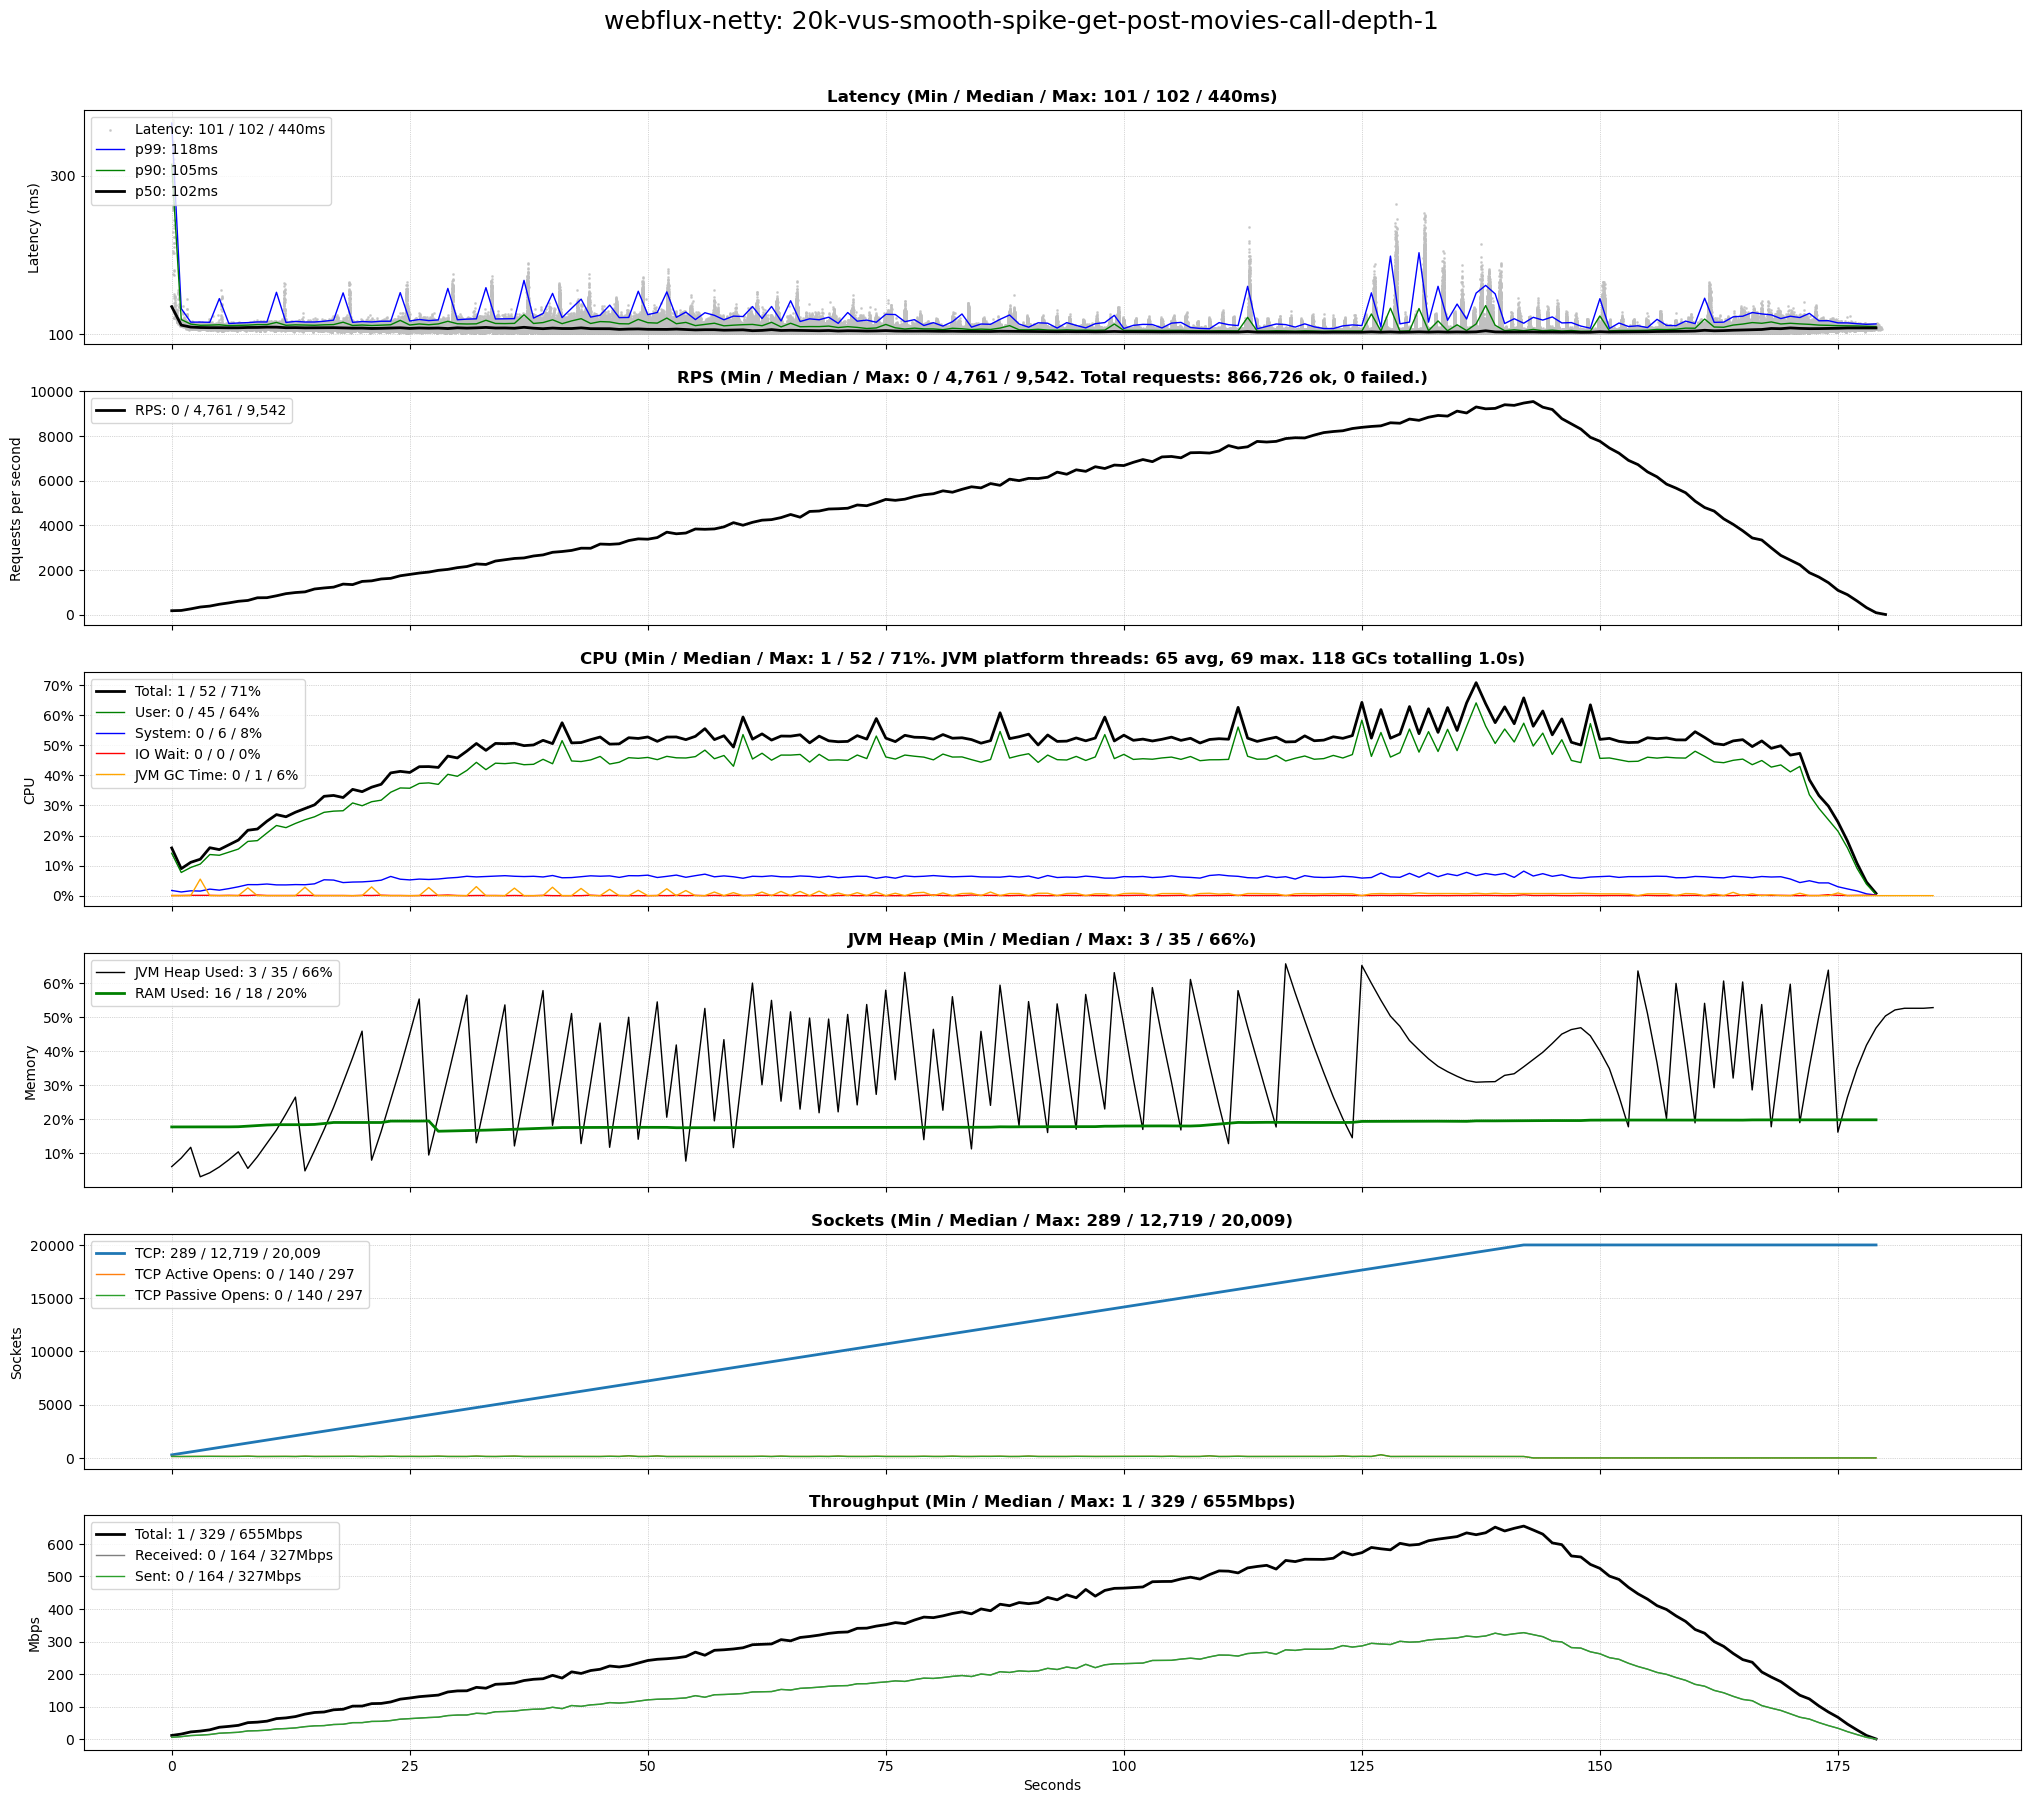 webflux-netty: 20k-vus-smooth-spike-get-post-movies-call-depth-1
Latency (Min / Median / Max: 101 / 102 / 440ms)
Latency: 101 / 102 / 440ms
p99: 118ms
p90: 105ms
p50: 102ms
300
100
Latency (ms)
RPS (Min / Median / Max: 0 / 4,761 / 9,542. Total requests: 866,726 ok, 0 failed.)
RPS: 0 / 4,761 / 9,542
10000
8000
6000
4000
2000
0
Requests per second
CPU (Min / Median / Max: 1 / 52 / 71%. JVM platform threads: 65 avg, 69 max. 118 GCs totalling 1.0s)
Total: 1 / 52 / 71%
User: 0 / 45 / 64%
System: 0 / 6 / 8%
IO Wait: 0 / 0 / 0%
JVM GC Time: 0 / 1 / 6%
70%
60%
50%
40%
30%
20%
10%
0%
CPU
JVM Heap (Min / Median / Max: 3 / 35 / 66%)
JVM Heap Used: 3 / 35 / 66%
RAM Used: 16 / 18 / 20%
60%
50%
40%
30%
20%
10%
Memory
Sockets (Min / Median / Max: 289 / 12,719 / 20,009)
TCP: 289 / 12,719 / 20,009
TCP Active Opens: 0 / 140 / 297
TCP Passive Opens: 0 / 140 / 297
20000
15000
10000
5000
0
Sockets
Throughput (Min / Median / Max: 1 / 329 / 655Mbps)
Total: 1 / 329 / 655Mbps
Received: 0 / 164 / 327Mbps
Sent: 0 / 164 / 327Mbps
600
500
400
300
200
100
0
Mbps
0 25 50 75 100 125 150 175
Seconds